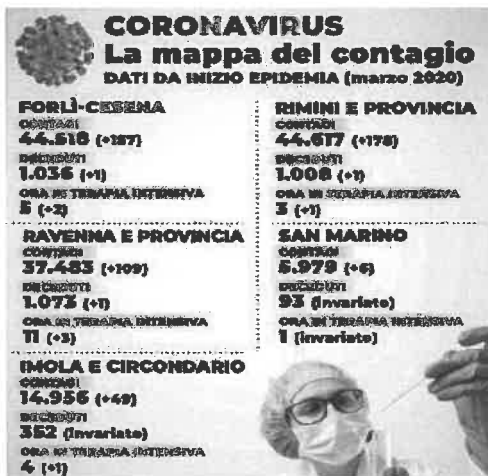 CORONAVIRUS
La mappa del contagio
DATI DA INIZIO EPIDEMIA (marzo 2020)
FORLÌ-CESENA
CONTAGI
44.518 (+187)
DECEDUTI
1.036 (+1)
ORA IN TERAPIA INTENSIVA
5 (+2)
RAVENNA E PROVINCIA
CONTAGI
37.483 (+109)
DECEDUTI
1.073 (+1)
ORA IN TERAPIA INTENSIVA
11 (+3)
IMOLA E CIRCONDARIO
CONTAGI
14.956 (+49)
DECEDUTI
352 (invariato)
ORA IN TERAPIA INTENSIVA
4 (+1)
RIMINI E PROVINCIA
CONTAGI
44.617 (+178)
DECEDUTI
1.008 (+1)
ORA IN TERAPIA INTENSIVA
3 (+1)
SAN MARINO
CONTAGI
5.979 (+6)
DECEDUTI
93 (invariato)
ORA IN TERAPIA INTENSIVA
1 (invariato)